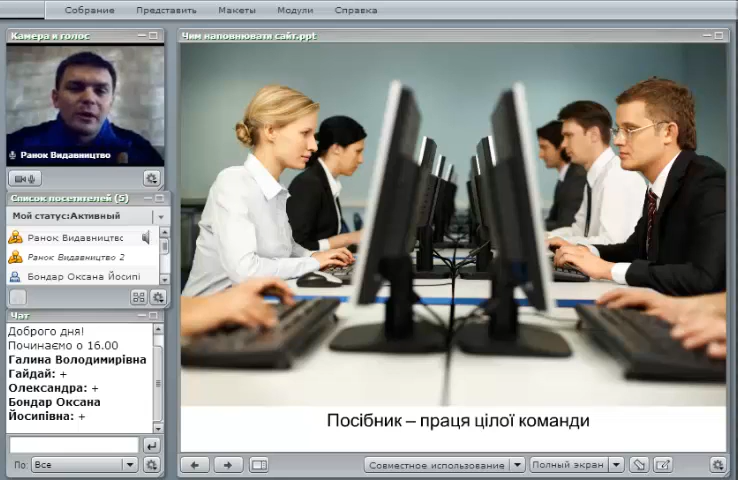 Собрание Представить Макеты Модули Справка
Камера и голос
Ранок Видавництво
Список посетителей (5)
Мой статус:Активный
Ранок Видавництвс
Ранок Видавництво 2
Бондар Оксана Йосипі
Чат
Доброго дня!
Починаємо о 16.00
Галина Володимирівна
Гайдай: +
Олександра: +
Бондар Оксана
Йосипівна: +
По: Все
Чим наповнювати сайт.ppt
Посібник – праця цілої команди
Совместное использование
Полный экран